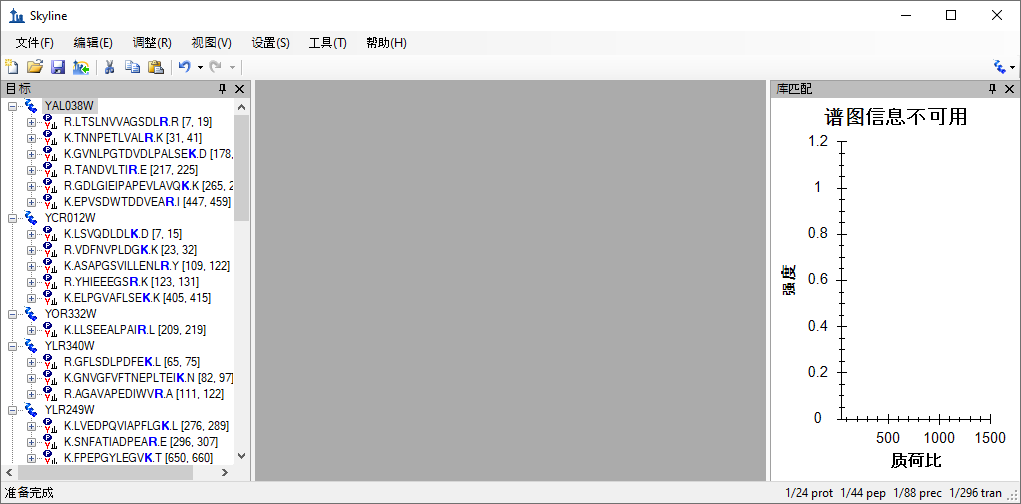 Skyline
文件(F) 编辑(E) 调整(R) 视图(V) 设置(S) 工具(T) 帮助(H)
目标
YAL038W
R.LTSLNVVAGSDLR.R [7, 19]
K.TNNPETLVALR.K [31, 41]
K.GVNLPGTDVDLPALSEK.D [178,
R.TANDVLTIR.E [217, 225]
R.GDLGIEIPAPEVLAVQK.K [265, 2
K.EPVSDWTDDVEAR.I [447, 459]
YCR012W
K.LSVQDLDLK.D [7, 15]
R.VDFNVPLDGK.K [23, 32]
K.ASAPGSVILLENLR.Y [109, 122]
R.YHIEEEGSR.K [123, 131]
K.ELPGVAFLSEK.K [405, 415]
YOR332W
K.LLSEEALPAIR.L [209, 219]
YLR340W
R.GFLSDLPDFEK.L [65, 75]
K.GNVGFVFTNEPLTEIK.N [82, 97]
R.AGAVAPEDIWVR.A [111, 122]
YLR249W
K.LVEDPQVIAPFLGK.L [276, 289]
K.SNFATIADPEAR.E [296, 307]
K.FPEPGYLEGVK.T [650, 660]
库匹配
谱图信息不可用
1.2
1
0.8
0.6
0.4
0.2
0
强度
500 1000 1500
质荷比
准备完成
1/24 prot 1/44 pep 1/88 prec 1/296 tran